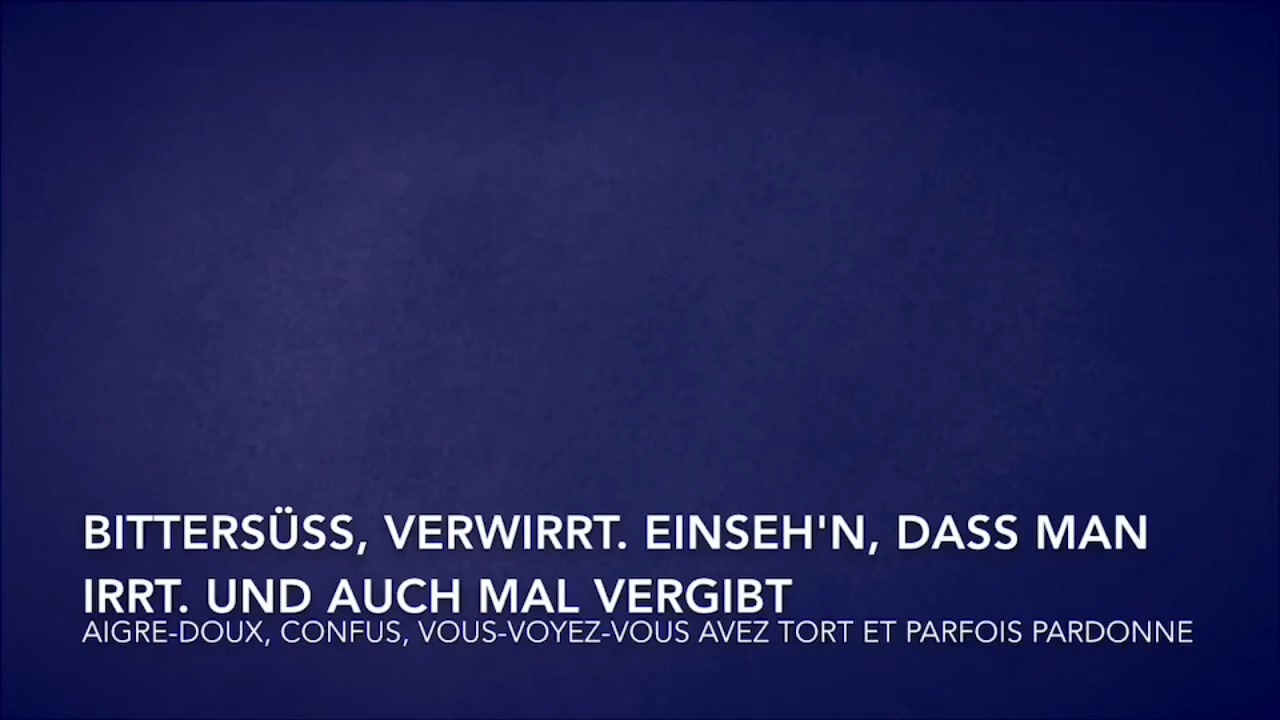 BITTERSÜSS, VERWIRRT. EINSEH'N, DASS MAN
IRRT. UND AUCH MAL VERGIBT
AIGRE-DOUX, CONFUS, VOUS-VOYEZ-VOUS AVEZ TORT ET PARFOIS PARDONNE